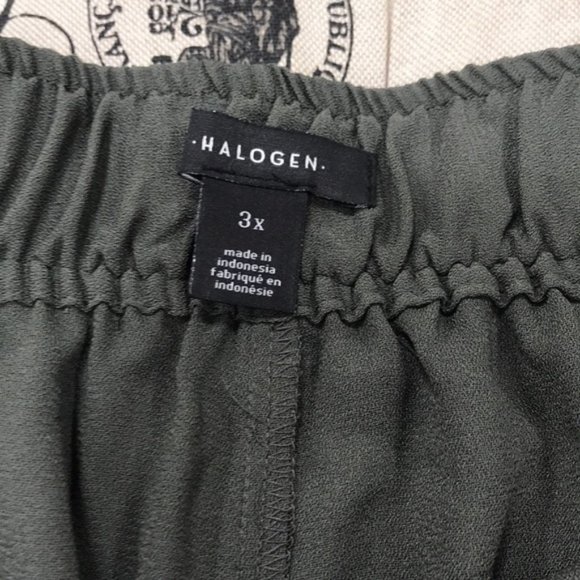 ·HALOGEN·
3x
made in
indonesia
fabriqué en
indonésie